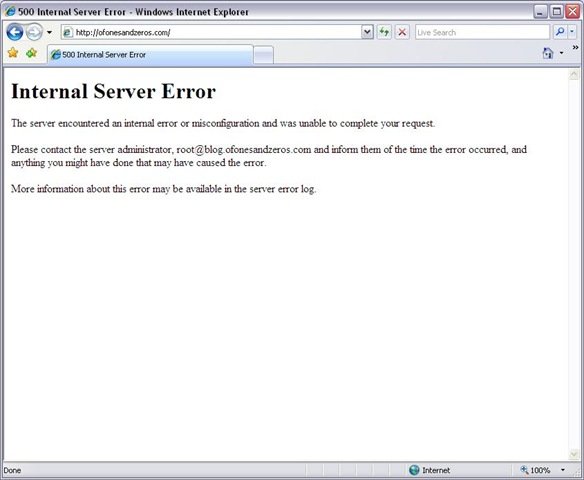 500 Internal Server Error - Windows Internet Explorer
http://ofonesandzeros.com/
Live Search
500 Internal Server Error
Internal Server Error
The server encountered an internal error or misconfiguration and was unable to complete your request.
Please contact the server administrator, root@blog.ofonesandzeros.com and inform them of the time the error occurred, and
anything you might have done that may have caused the error.
More information about this error may be available in the server error log.
Done
Internet
100%